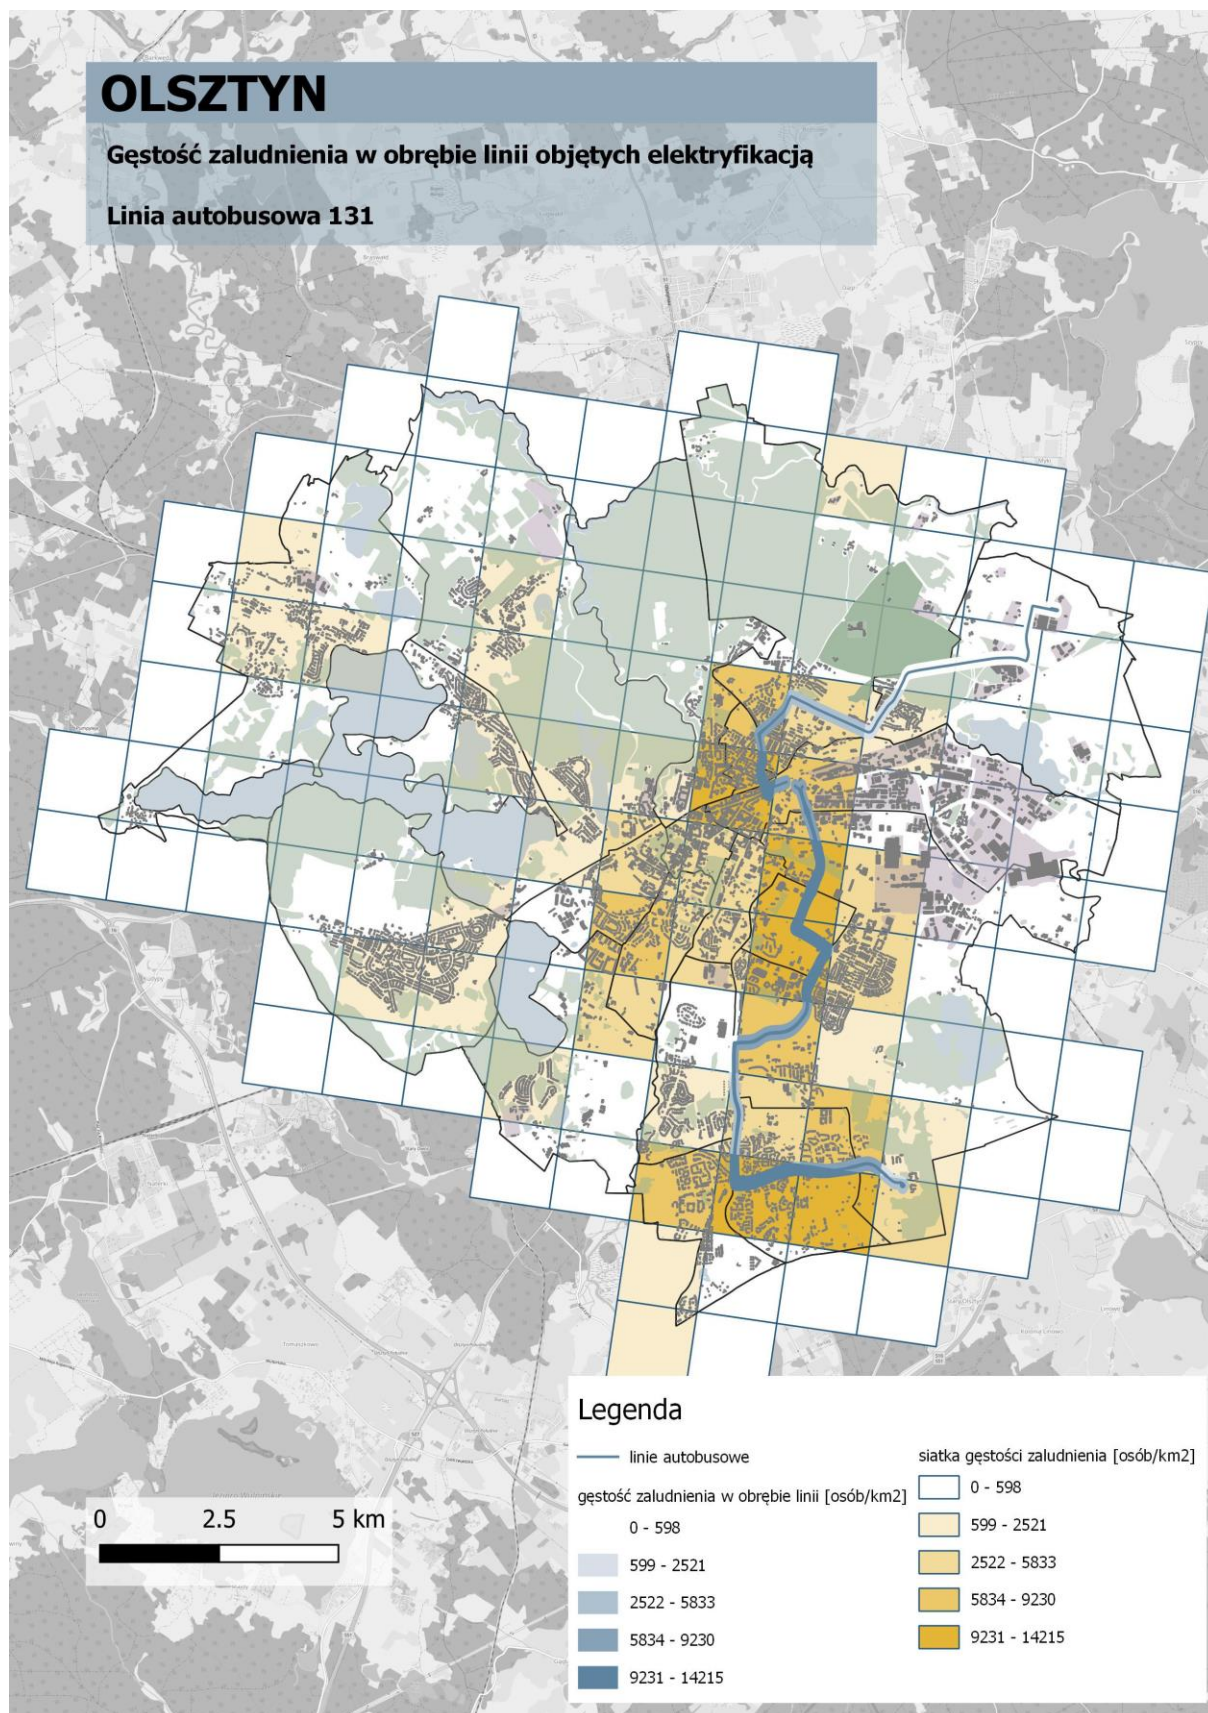 OLSZTYN
Gęstość zaludnienia w obrębie linii objętych elektryfikacją
Linia autobusowa 131
Legenda
linie autobusowe
gęstość zaludnienia w obrębie linii [osób/km2]
0 - 598
599 - 2521
2522 - 5833
5834 - 9230
9231 - 14215
siatka gęstości zaludnienia [osób/km2]
0 - 598
599 - 2521
2522 - 5833
5834 - 9230
9231 - 14215
0 2.5 5 km